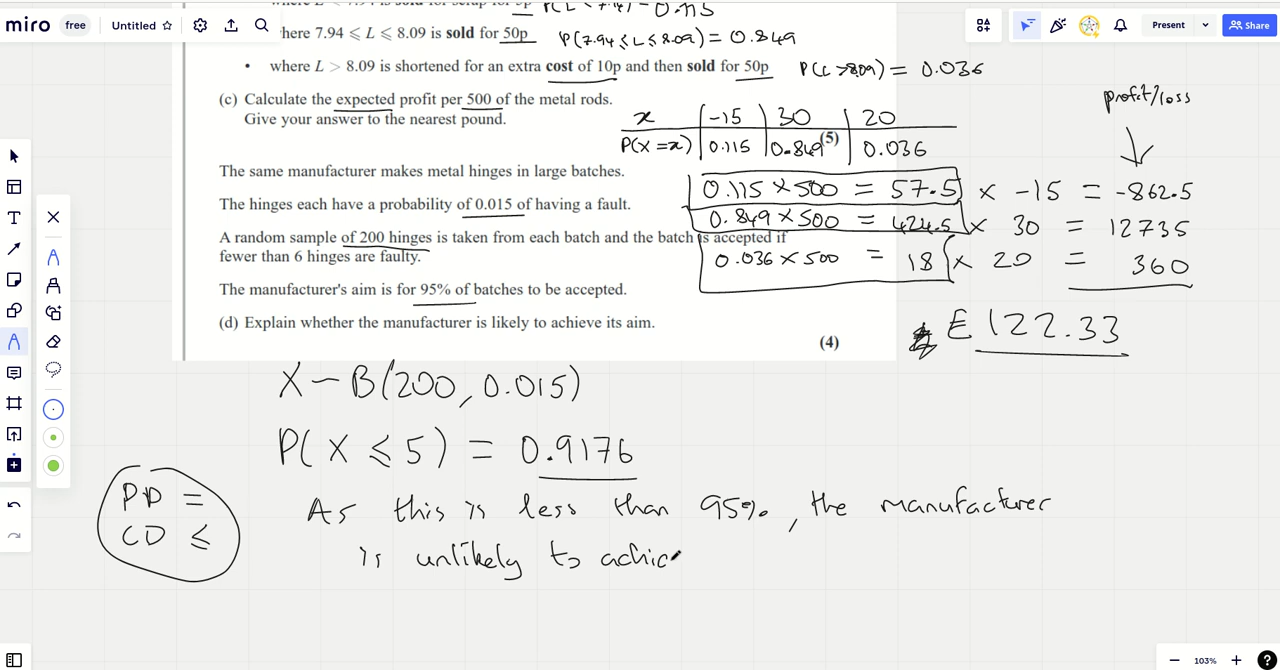 miro free Untitled Present Share
P(L < 7.94) = 0.115
where 7.94 ⩽ L ⩽ 8.09 is sold for 50p P(7.94 ≤ L ≤ 8.09) = 0.849
• where L > 8.09 is shortened for an extra cost of 10p and then sold for 50p P(L > 8.09) = 0.036
(c) Calculate the expected profit per 500 of the metal rods.
Give your answer to the nearest pound.
(5)
profit/loss
x -15 30 20
P(X = x) 0.115 0.849 0.036
The same manufacturer makes metal hinges in large batches.
0.115 × 500 = 57.5 × -15 = -862.5
The hinges each have a probability of 0.015 of having a fault.
0.849 × 500 = 424.5 × 30 = 12735
A random sample of 200 hinges is taken from each batch and the batch is accepted if
fewer than 6 hinges are faulty.
0.036 × 500 = 18 × 20 = 360
The manufacturer's aim is for 95% of batches to be accepted.
(d) Explain whether the manufacturer is likely to achieve its aim.
(4)
£ 122.33
X ~ B(200, 0.015)
P(X ≤ 5) = 0.9176
PD =
CD ≤
As this is less than 95%, the manufacturer
is unlikely to achie
103%